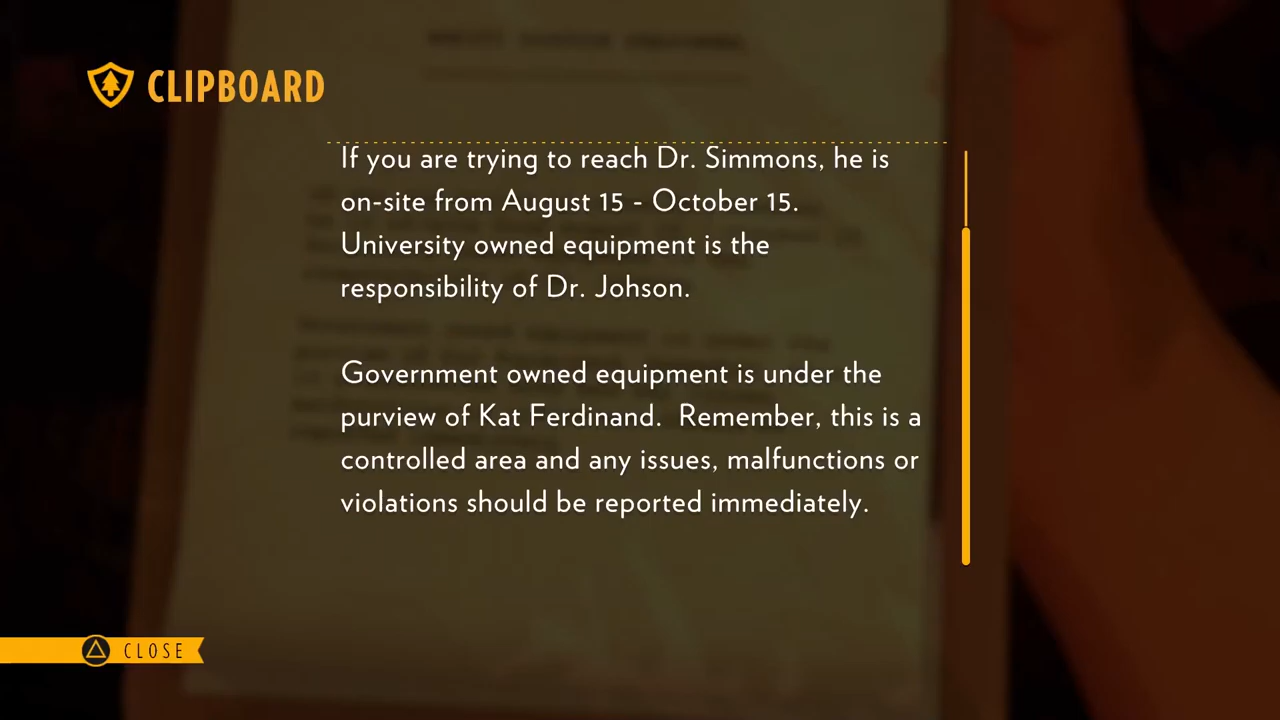 CLIPBOARD
If you are trying to reach Dr. Simmons, he is
on-site from August 15 - October 15.
University owned equipment is the
responsibility of Dr. Johson.
Government owned equipment is under the
purview of Kat Ferdinand.  Remember, this is a
controlled area and any issues, malfunctions or
violations should be reported immediately.
CLOSE